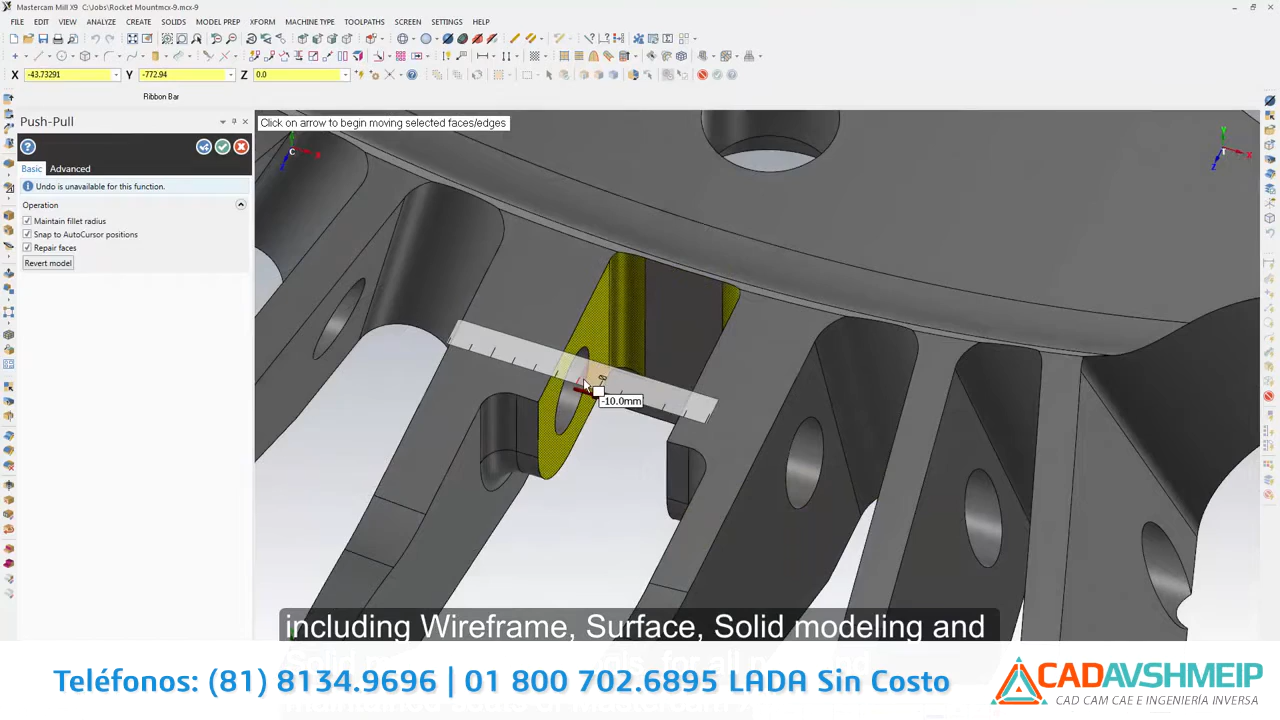 Mastercam Mill X9 C:\Jobs\Rocket Mountmcx-9.mcx-9
FILE EDIT VIEW ANALYZE CREATE SOLIDS MODEL PREP XFORM MACHINE TYPE TOOLPATHS SCREEN SETTINGS HELP
X -43.73291 Y -772.94 Z 0.0
Ribbon Bar
Push-Pull
Click on arrow to begin moving selected faces/edges
Basic Advanced
Undo is unavailable for this function.
Operation
Maintain fillet radius
Snap to AutoCursor positions
Repair faces
Revert model
C X
Y
T X
Z
-10.0mm
including Wireframe, Surface, Solid modeling and
Teléfonos: (81) 8134.9696 | 01 800 702.6895 LADA Sin Costo
CADAVSHMEIP
CAD CAM CAE E INGENIERÍA INVERSA